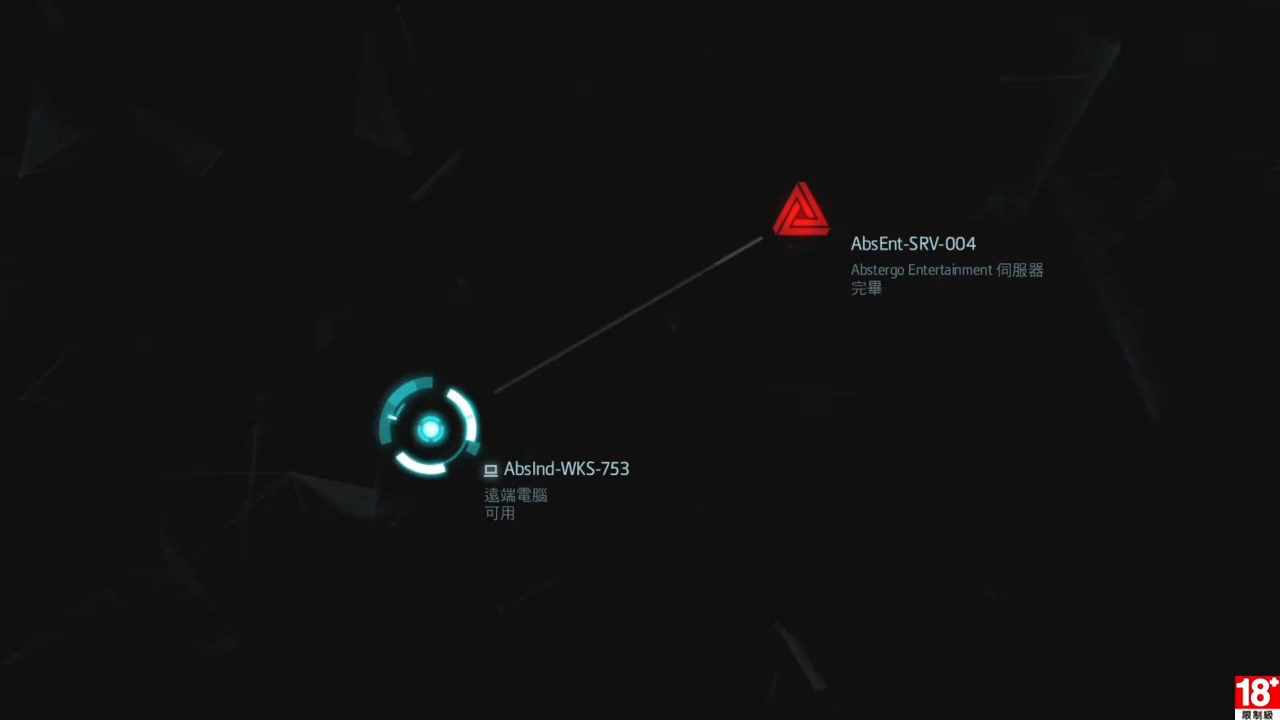 AbsEnt-SRV-004
Abstergo Entertainment 伺服器
完畢
AbsInd-WKS-753
遠端電腦
可用
18+
限制級